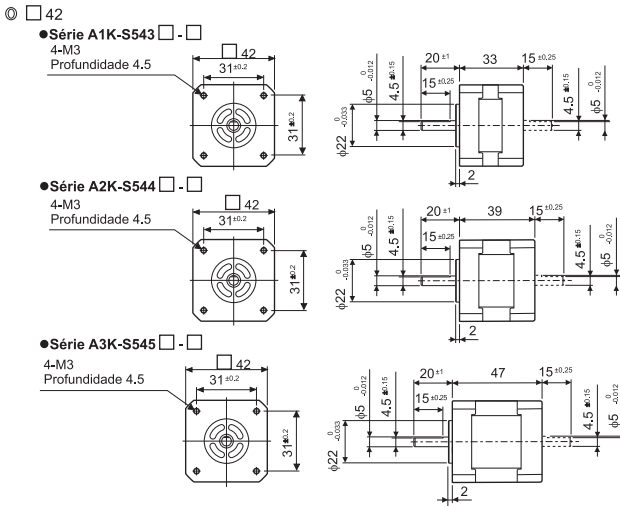 ◎ □ 42
●Série A1K-S543□-□
4-M3
Profundidade 4.5
□ 42
31±0.2
31±0.2
20±1
33
15±0.25
15±0.25
ϕ5 0 -0.012
4.5±0.15
4.5±0.15
ϕ5 0 -0.012
ϕ22 0 -0.033
2
●Série A2K-S544□-□
4-M3
Profundidade 4.5
□ 42
31±0.2
31±0.2
20±1
39
15±0.25
15±0.25
ϕ5 0 -0.012
4.5±0.15
4.5±0.15
ϕ5 0 -0.012
ϕ22 0 -0.033
2
●Série A3K-S545□-□
4-M3
Profundidade 4.5
□ 42
31±0.2
31±0.2
20±1
47
15±0.25
15±0.25
ϕ5 0 -0.012
4.5±0.15
4.5±0.15
ϕ5 0 -0.012
ϕ22 0 -0.033
2